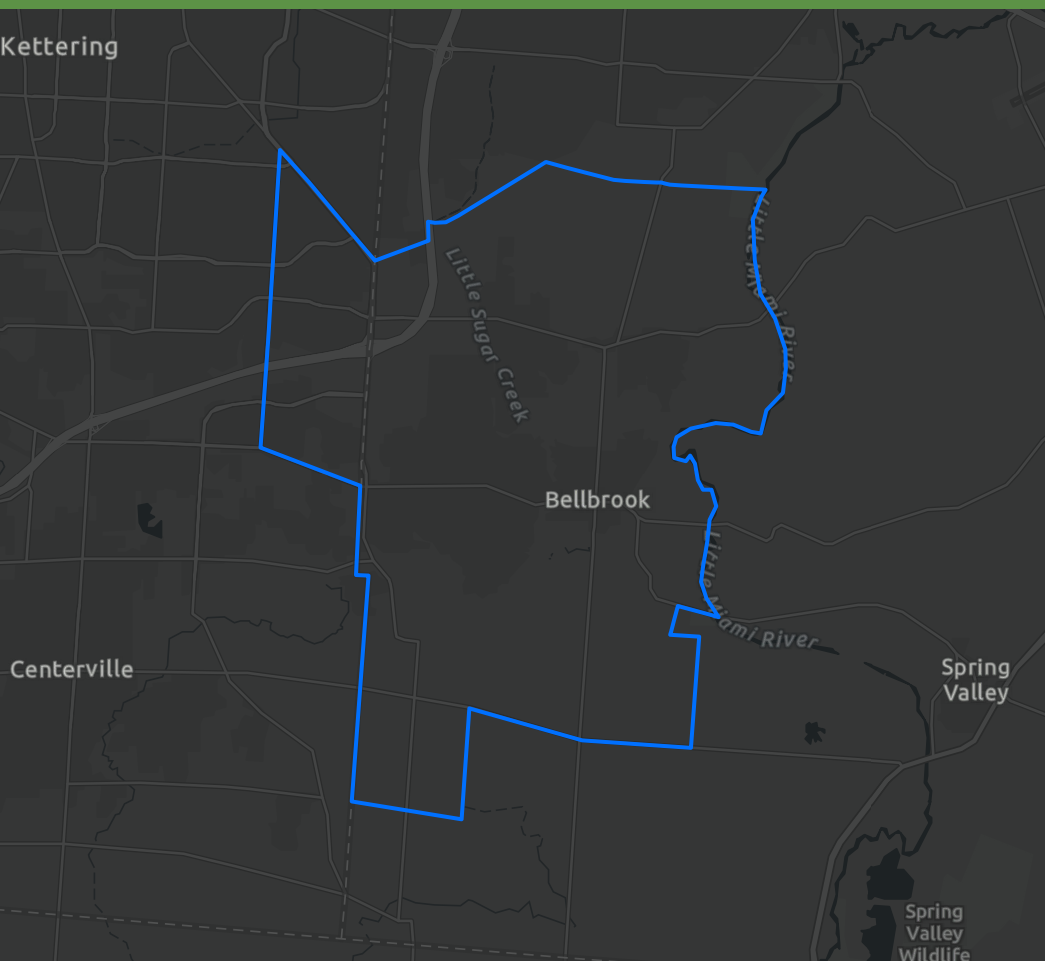 Kettering
Little Miami River
Little Sugar Creek
Bellbrook
Little Miami River
Centerville
Spring
Valley
Spring
Valley
Wildlife